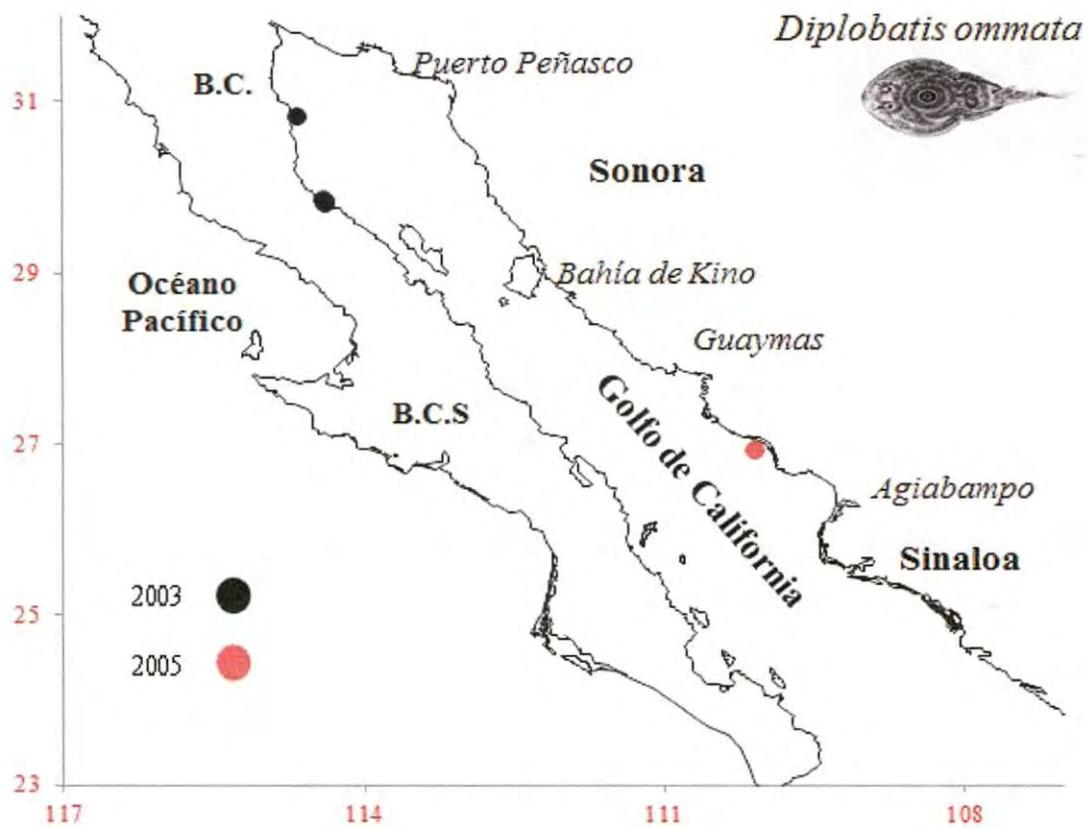 Diplobatis ommata
Puerto Peñasco
B.C.
31
Sonora
29
Bahía de Kino
Océano
Pacífico
Guaymas
B.C.S
27
Golfo de California
Agiabampo
Sinaloa
2003
25
2005
23
117
114
111
108